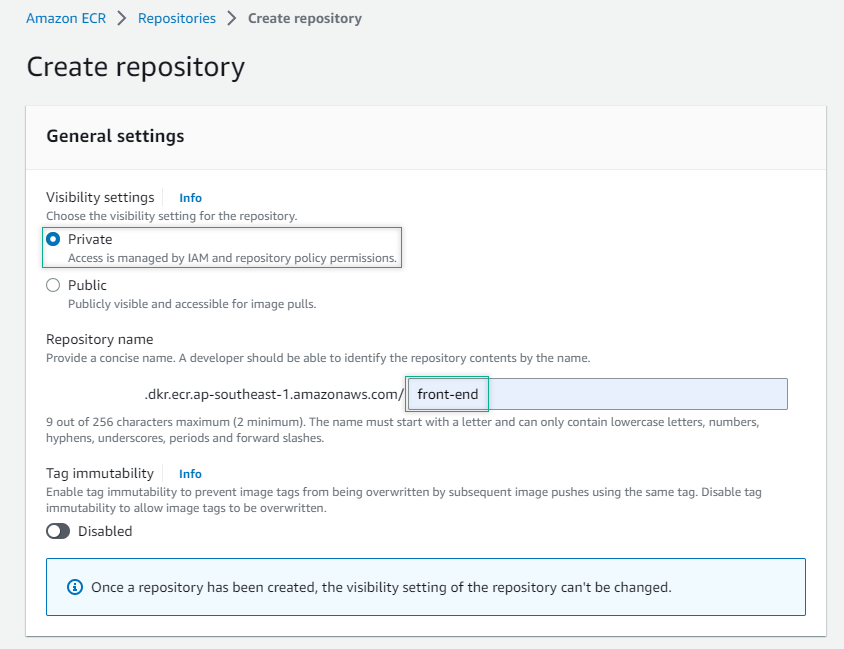 Amazon ECR > Repositories > Create repository
Create repository
General settings
Visibility settings Info
Choose the visibility setting for the repository.
Private
Access is managed by IAM and repository policy permissions.
Public
Publicly visible and accessible for image pulls.
Repository name
Provide a concise name. A developer should be able to identify the repository contents by the name.
.dkr.ecr.ap-southeast-1.amazonaws.com/ front-end
9 out of 256 characters maximum (2 minimum). The name must start with a letter and can only contain lowercase letters, numbers,
hyphens, underscores, periods and forward slashes.
Tag immutability Info
Enable tag immutability to prevent image tags from being overwritten by subsequent image pushes using the same tag. Disable tag
immutability to allow image tags to be overwritten.
Disabled
Once a repository has been created, the visibility setting of the repository can't be changed.